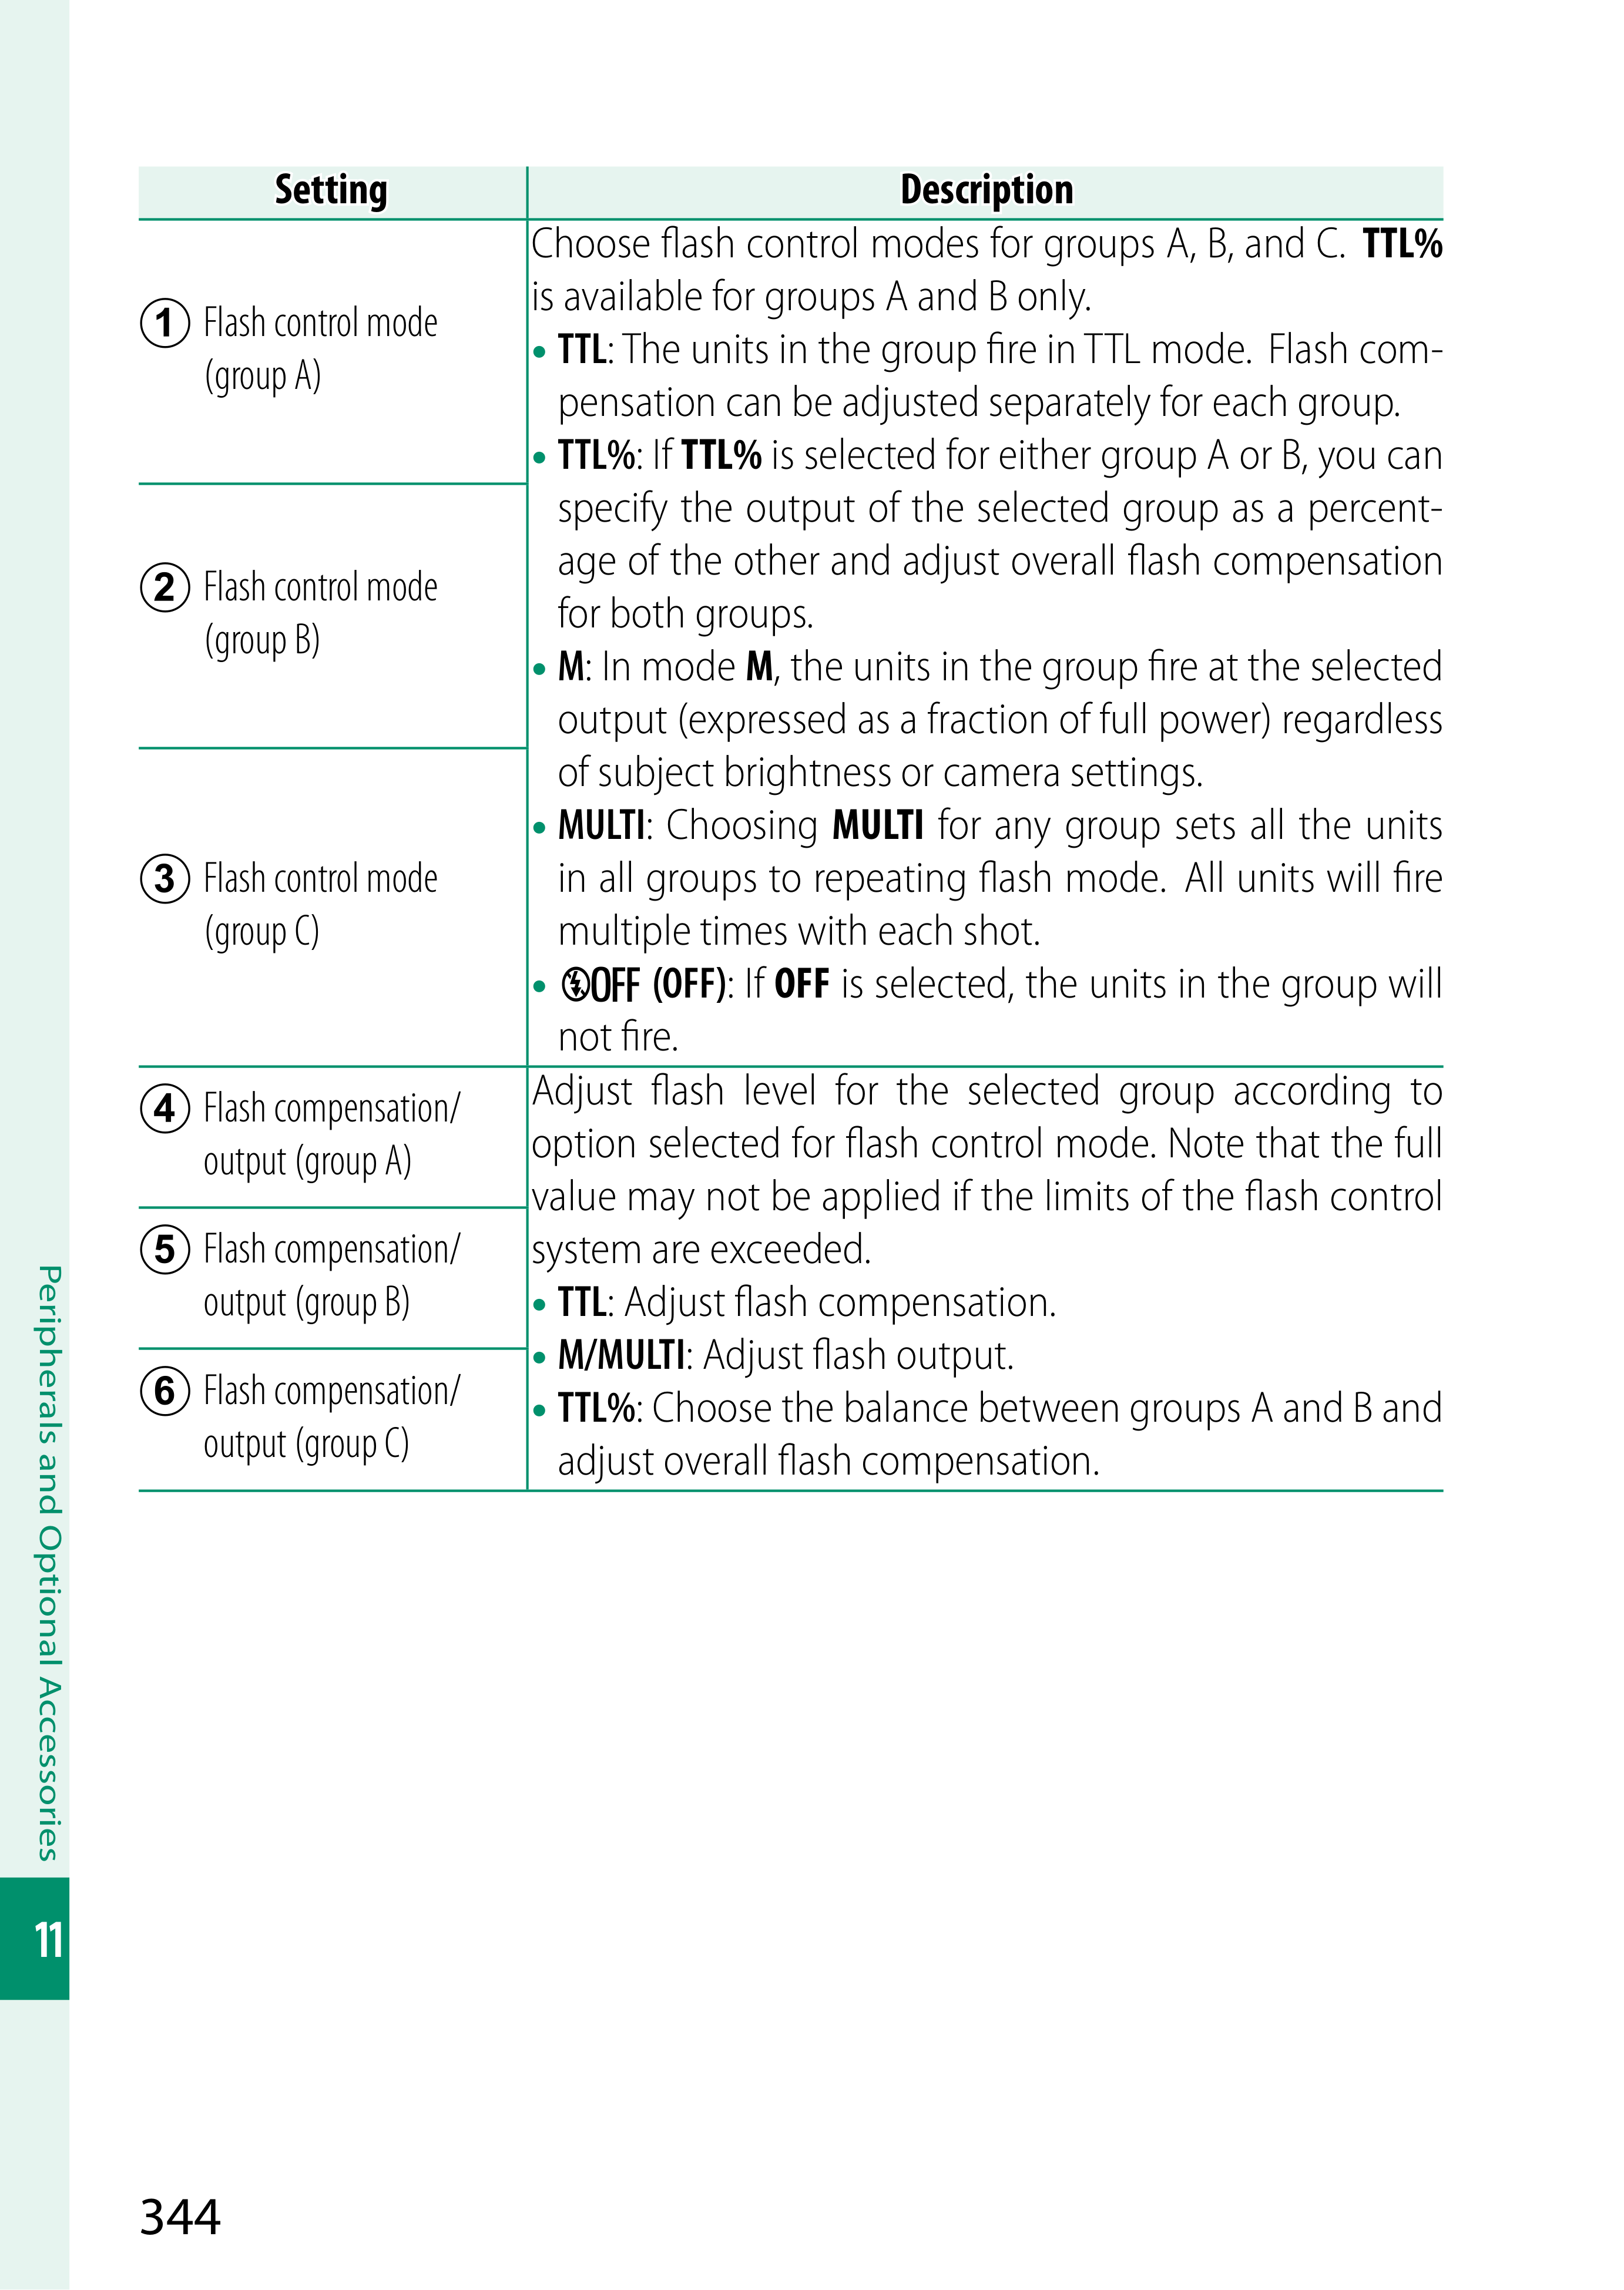 Setting
Description
① Flash control mode
(group A)
② Flash control mode
(group B)
③ Flash control mode
(group C)
Choose flash control modes for groups A, B, and C. TTL%
is available for groups A and B only.
• TTL: The units in the group fire in TTL mode. Flash com-
pensation can be adjusted separately for each group.
• TTL%: If TTL% is selected for either group A or B, you can
specify the output of the selected group as a percent-
age of the other and adjust overall flash compensation
for both groups.
• M: In mode M, the units in the group fire at the selected
output (expressed as a fraction of full power) regardless
of subject brightness or camera settings.
• MULTI: Choosing MULTI for any group sets all the units
in all groups to repeating flash mode. All units will fire
multiple times with each shot.
• OFF (OFF): If OFF is selected, the units in the group will
not fire.
④ Flash compensation/
output (group A)
⑤ Flash compensation/
output (group B)
⑥ Flash compensation/
output (group C)
Adjust flash level for the selected group according to
option selected for flash control mode. Note that the full
value may not be applied if the limits of the flash control
system are exceeded.
• TTL: Adjust flash compensation.
• M/MULTI: Adjust flash output.
• TTL%: Choose the balance between groups A and B and
adjust overall flash compensation.
Peripherals and Optional Accessories
11
344